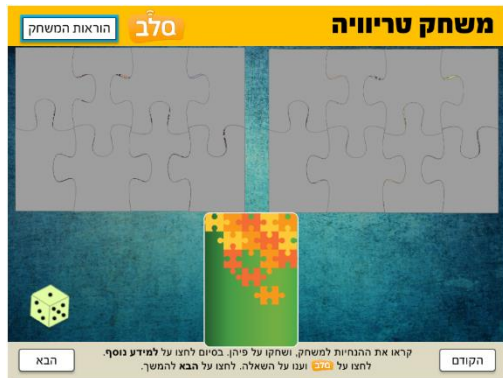 משחק טריוויה
סלב
הוראות המשחק
קראו את ההנחיות למשחק, ושחקו על פיהן. בסיום לחצו על למידע נוסף.
לחצו על סלב וענו על השאלה. לחצו על הבא להמשך.
הקודם
הבא